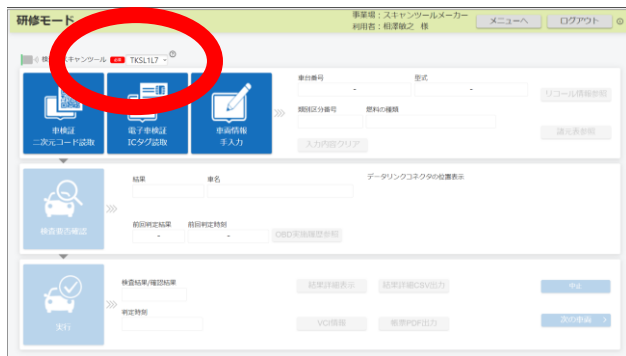 研修モード
事業場：スキャンツールメーカー
利用者：相澤敏之 様
メニューへ
ログアウト
検
スキャンツール 必須 TKSL1L7
車検証
二次元コード読取
電子車検証
ICタグ読取
車両情報
手入力
車台番号
-
型式
-
リコール情報参照
類別区分番号
燃料の種類
諸元表参照
入力内容クリア
検査要否確認
結果
車名
データリンクコネクタの位置表示
前回判定結果
-
前回判定時刻
-
OBD実施履歴参照
実行
検査結果/確認結果
判定時刻
結果詳細表示
結果詳細CSV出力
中止
VCI情報
帳票PDF出力
次の車両